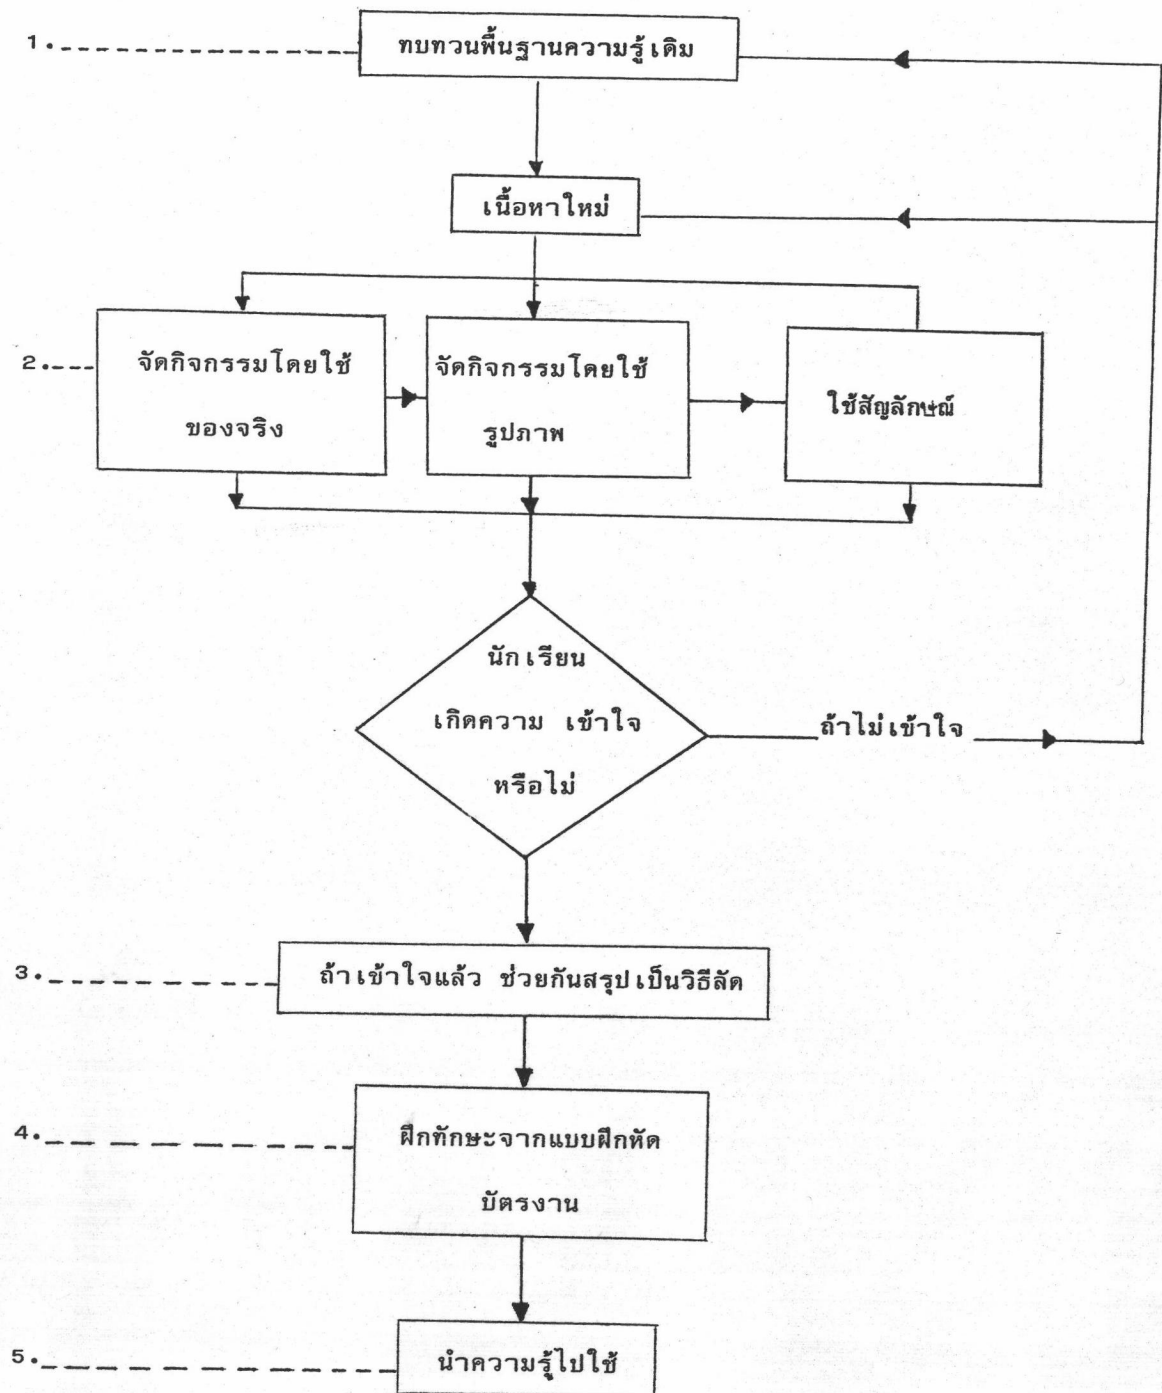 1. ทบทวนพื้นฐานความรู้เดิม
เนื้อหาใหม่
2. จัดกิจกรรมโดยใช้
ของจริง
จัดกิจกรรมโดยใช้
รูปภาพ
ใช้สัญลักษณ์
นักเรียน
เกิดความ เข้าใจ
หรือไม่
ถ้าไม่เข้าใจ
3. ถ้าเข้าใจแล้ว ช่วยกันสรุปเป็นวิธีลัด
4. ฝึกทักษะจากแบบฝึกหัด
บัตรงาน
5. นำความรู้ไปใช้